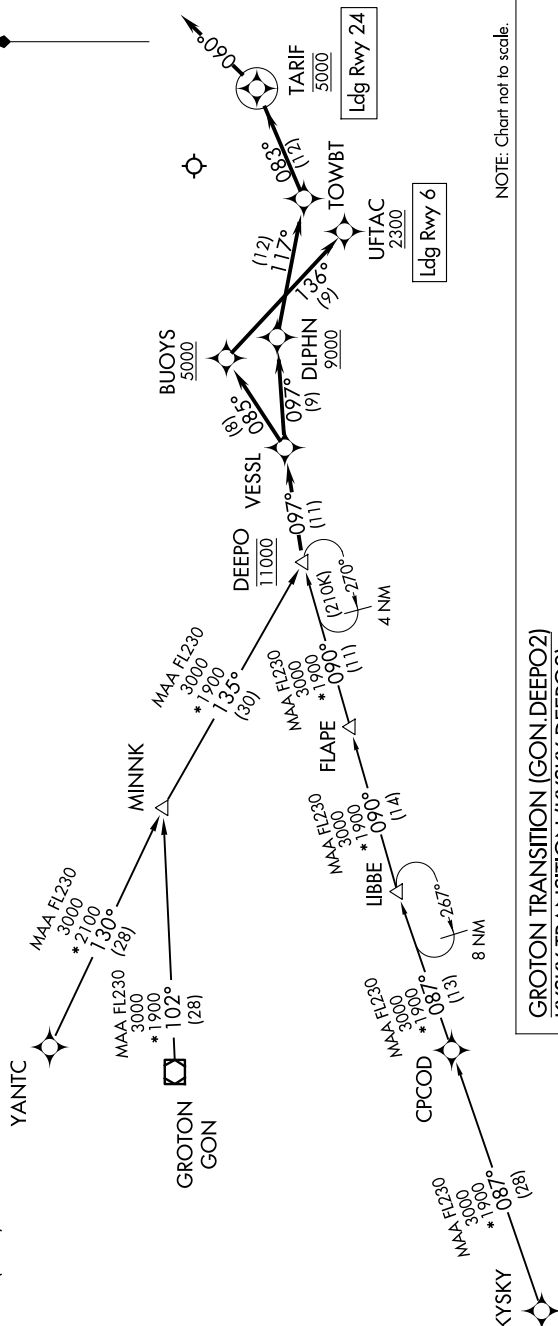 YANTC
MAA FL230
3000
*2100
130°
(28)
GROTON
GON
MAA FL230
3000
*1900
102°
(28)
MINNK
MAA FL230
3000
*1900
135°
(30)
KYSKY
MAA FL230
3000
*1900
087°
(28)
CPCOD
MAA FL230
3000
*1900
087°
(13)
LIBBE
267°
8 NM
MAA FL230
3000
*1900
090°
(14)
FLAPE
MAA FL230
3000
*1900
090°
(11)
DEEPO
11000
(210K)
270°
4 NM
097°
(11)
VESSL
(8)
085°
097°
(9)
BUOYS
5000
DLPHN
9000
(12)
117°
136°
(9)
TOWBT
UFTAC
2300
Ldg Rwy 6
083°
(12)
TARIF
5000
Ldg Rwy 24
060°
NOTE: Chart not to scale.
GROTON TRANSITION (GON.DEEPO2)